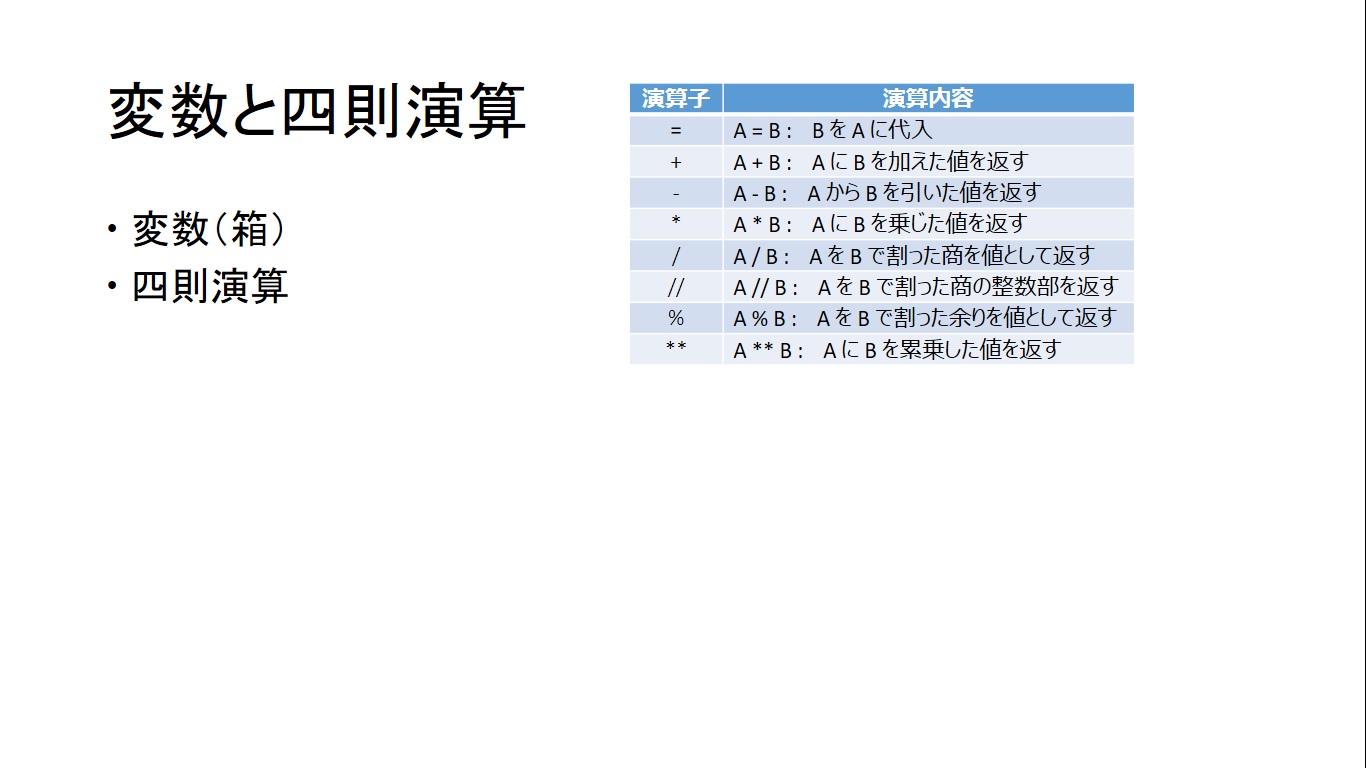 変数と四則演算
・変数（箱）
・四則演算
演算子 演算内容
= A = B : B を A に代入
+ A + B : A に B を加えた値を返す
- A - B : A から B を引いた値を返す
* A * B : A に B を乗じた値を返す
/ A / B : A を B で割った商を値として返す
// A // B : A を B で割った商の整数部を返す
% A % B : A を B で割った余りを値として返す
** A ** B : A に B を累乗した値を返す